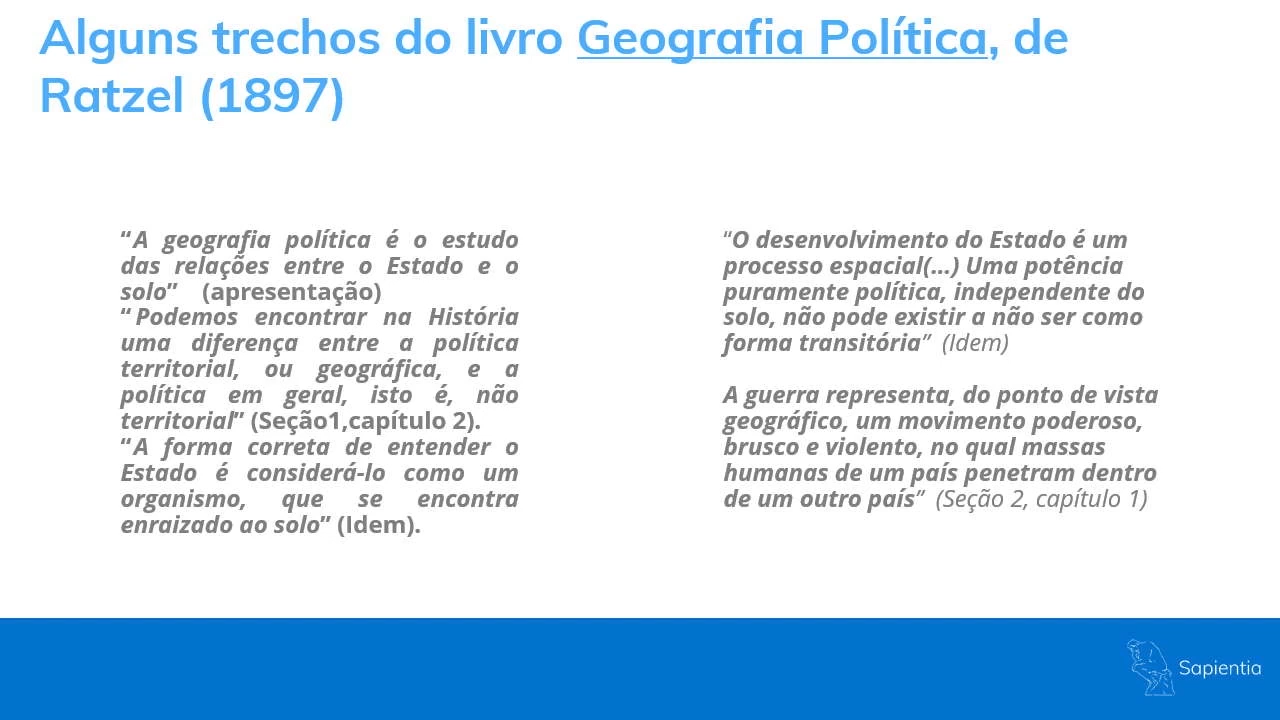 Alguns trechos do livro Geografia Política, de
Ratzel (1897)
“A geografia política é o estudo
das relações entre o Estado e o
solo” (apresentação)
“Podemos encontrar na História
uma diferença entre a política
territorial, ou geográfica, e a
política em geral, isto é, não
territorial” (Seção1,capítulo 2).
“A forma correta de entender o
Estado é considerá-lo como um
organismo, que se encontra
enraizado ao solo” (Idem).
“O desenvolvimento do Estado é um
processo espacial(...) Uma potência
puramente política, independente do
solo, não pode existir a não ser como
forma transitória” (Idem)
A guerra representa, do ponto de vista
geográfico, um movimento poderoso,
brusco e violento, no qual massas
humanas de um país penetram dentro
de um outro país” (Seção 2, capítulo 1)
Sapientia